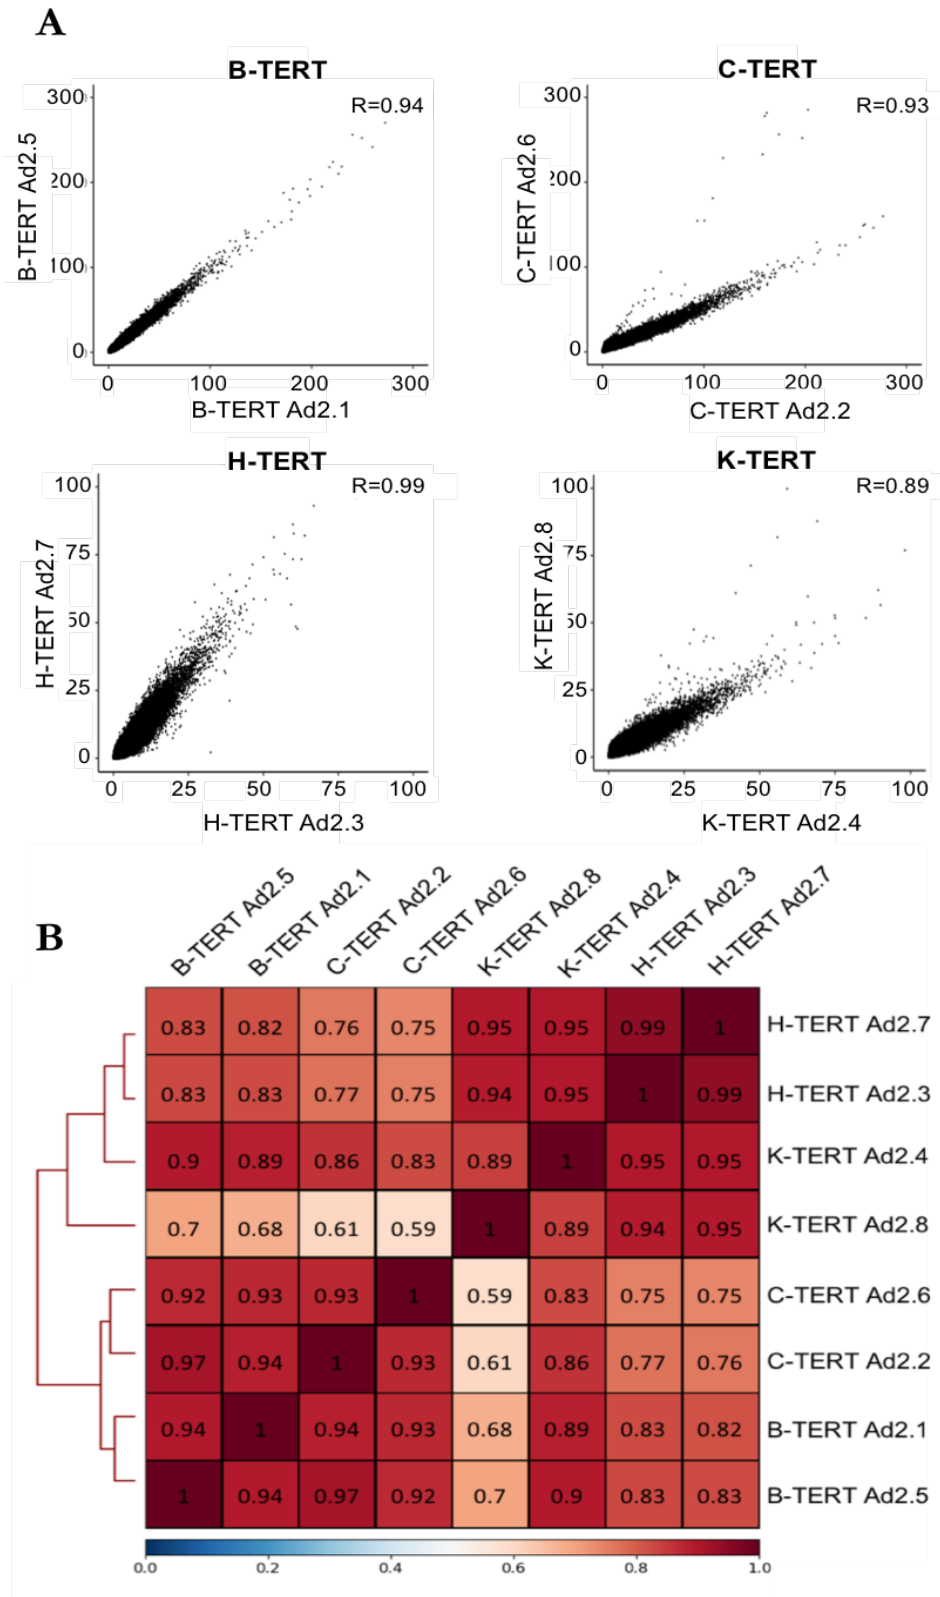 A
B-TERT
R=0.94
B-TERT Ad2.5
300
200
100
0
0 100 200 300
B-TERT Ad2.1
C-TERT
R=0.93
C-TERT Ad2.6
300
200
100
0
0 100 200 300
C-TERT Ad2.2
H-TERT
R=0.99
H-TERT Ad2.7
100
75
50
25
0
0 25 50 75 100
H-TERT Ad2.3
K-TERT
R=0.89
K-TERT Ad2.8
100
75
50
25
0
0 25 50 75 100
K-TERT Ad2.4
B
B-TERT Ad2.5 B-TERT Ad2.1 C-TERT Ad2.2 C-TERT Ad2.6 K-TERT Ad2.8 K-TERT Ad2.4 H-TERT Ad2.3 H-TERT Ad2.7
0.83 0.82 0.76 0.75 0.95 0.95 0.99 1 H-TERT Ad2.7
0.83 0.83 0.77 0.75 0.94 0.95 1 0.99 H-TERT Ad2.3
0.9 0.89 0.86 0.83 0.89 1 0.95 0.95 K-TERT Ad2.4
0.7 0.68 0.61 0.59 1 0.89 0.94 0.95 K-TERT Ad2.8
0.92 0.93 0.93 1 0.59 0.83 0.75 0.75 C-TERT Ad2.6
0.97 0.94 1 0.93 0.61 0.86 0.77 0.76 C-TERT Ad2.2
0.94 1 0.94 0.93 0.68 0.89 0.83 0.82 B-TERT Ad2.1
1 0.94 0.97 0.92 0.7 0.9 0.83 0.83 B-TERT Ad2.5
0.0 0.2 0.4 0.6 0.8 1.0